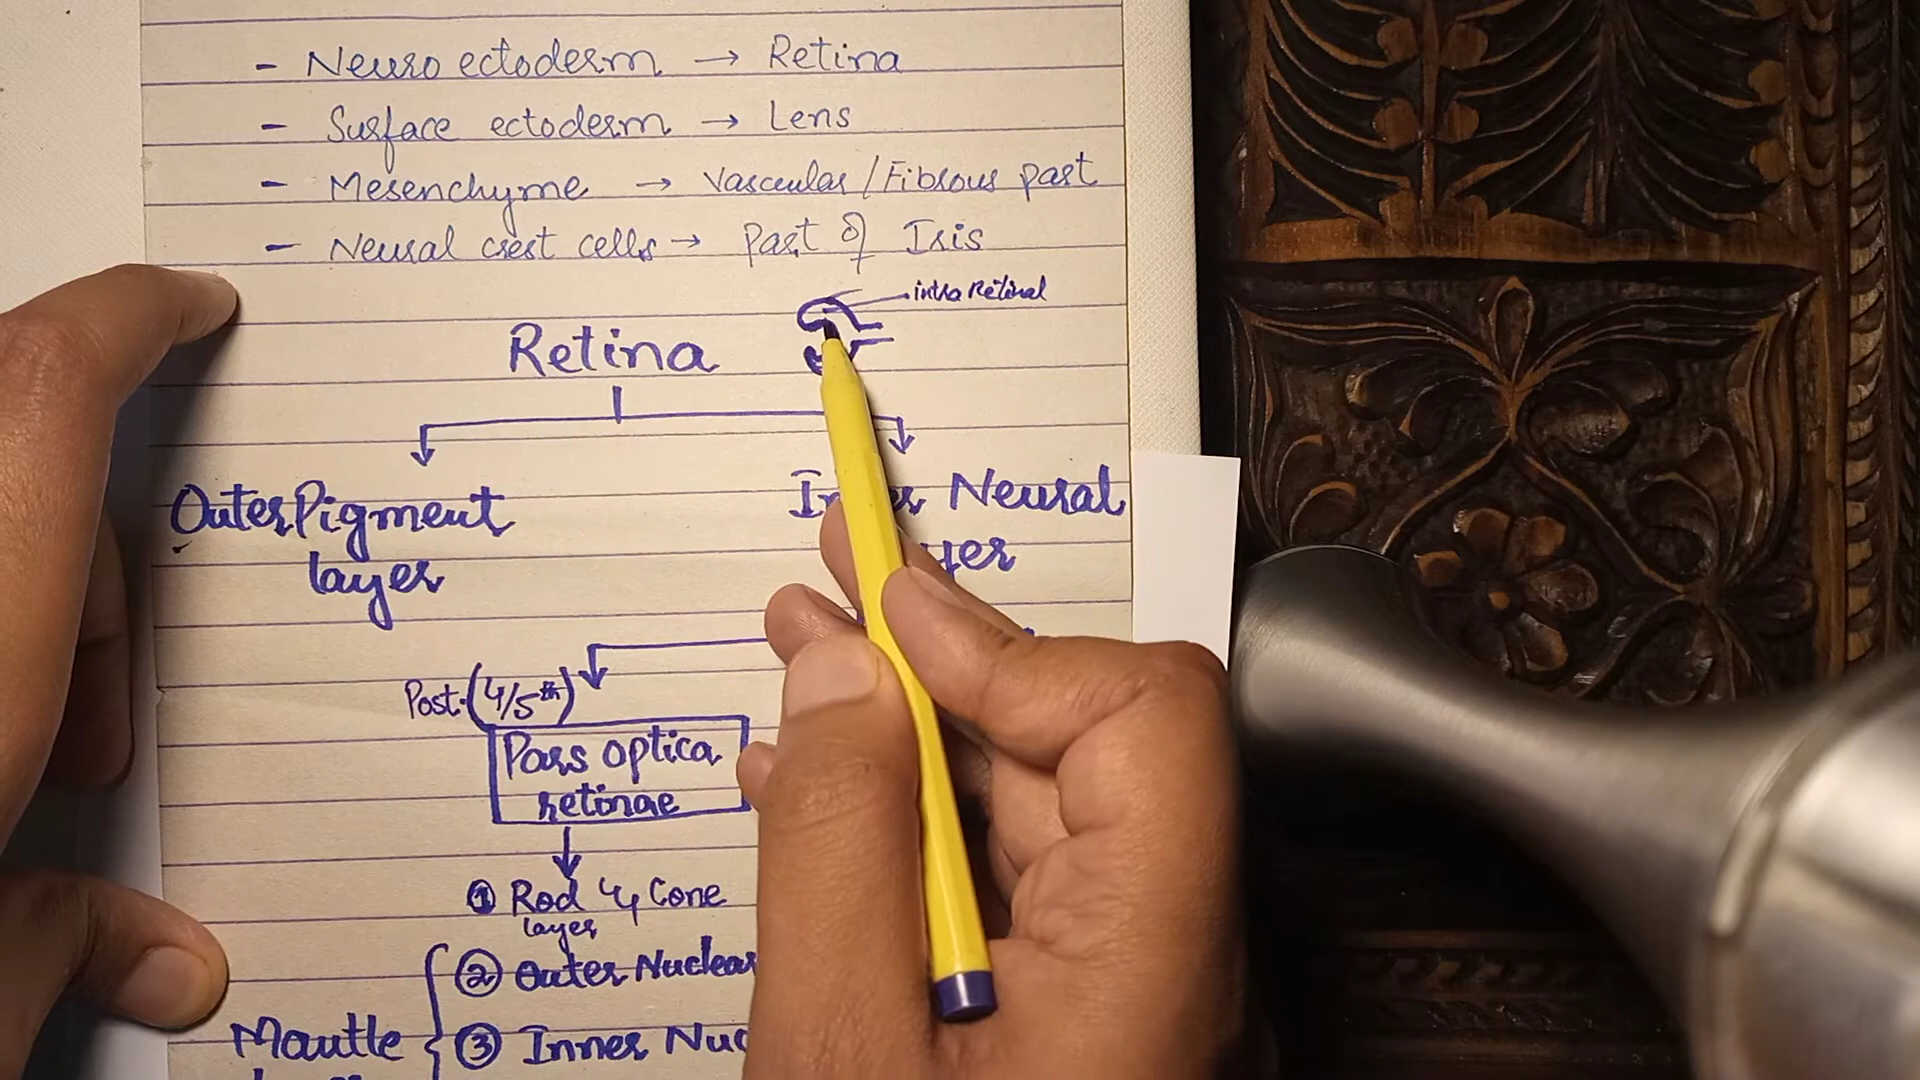 - Neuro ectoderm → Retina
- Surface ectoderm → Lens
- Mesenchyme → Vascular / Fibrous part
- Neural crest cells → Part of Iris
intra Retinal
Retina
Outer Pigment
layer
Neural
Post. (4/5th)
Pars optica
retinae
① Rod & Cone
layer
② Outer Nuclear
③ Inner
Mantle